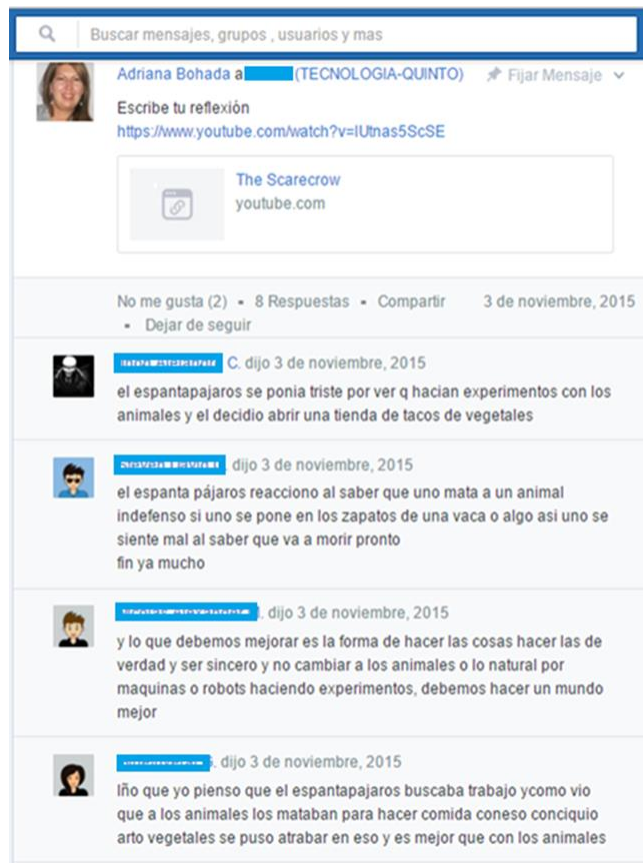 Buscar mensajes, grupos , usuarios y mas
Adriana Bohada a (TECNOLOGIA-QUINTO) Fijar Mensaje
Escribe tu reflexión
https://www.youtube.com/watch?v=lUtnas5ScSE
The Scarecrow
youtube.com
No me gusta (2) ▪ 8 Respuestas ▪ Compartir 3 de noviembre, 2015
▪ Dejar de seguir
C. dijo 3 de noviembre, 2015
el espantapajaros se ponia triste por ver q hacian experimentos con los
animales y el decidio abrir una tienda de tacos de vegetales
. dijo 3 de noviembre, 2015
el espanta pájaros reacciono al saber que uno mata a un animal
indefenso si uno se pone en los zapatos de una vaca o algo asi uno se
siente mal al saber que va a morir pronto
fin ya mucho
. dijo 3 de noviembre, 2015
y lo que debemos mejorar es la forma de hacer las cosas hacer las de
verdad y ser sincero y no cambiar a los animales o lo natural por
maquinas o robots haciendo experimentos, debemos hacer un mundo
mejor
. dijo 3 de noviembre, 2015
lño que yo pienso que el espantapajaros buscaba trabajo ycomo vio
que a los animales los mataban para hacer comida coneso conciquio
arto vegetales se puso atrabar en eso y es mejor que con los animales